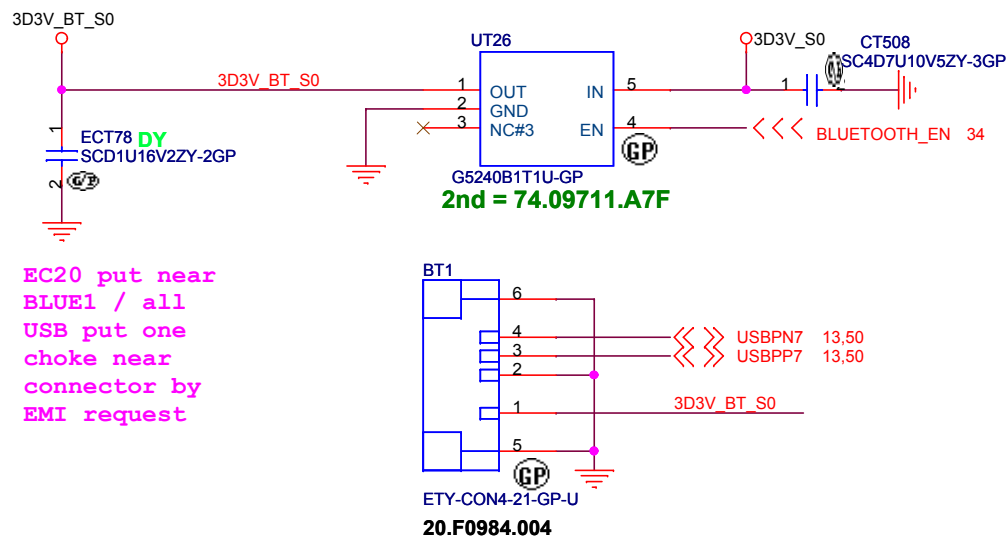 3D3V_BT_S0
3D3V_BT_S0
1
2
ECT78 DY
SCD1U16V2ZY-2GP
UT26
1 OUT
2 GND
3 NC#3
IN 5
EN 4
GP
G5240B1T1U-GP
2nd = 74.09711.A7F
3D3V_S0
CT508
1
SC4D7U10V5ZY-3GP
BLUETOOTH_EN 34
EC20 put near
BLUE1 / all
USB put one
choke near
connector by
EMI request
BT1
6
4 USBPN7 13,50
3 USBPP7 13,50
2
1 3D3V_BT_S0
5
GP
ETY-CON4-21-GP-U
20.F0984.004